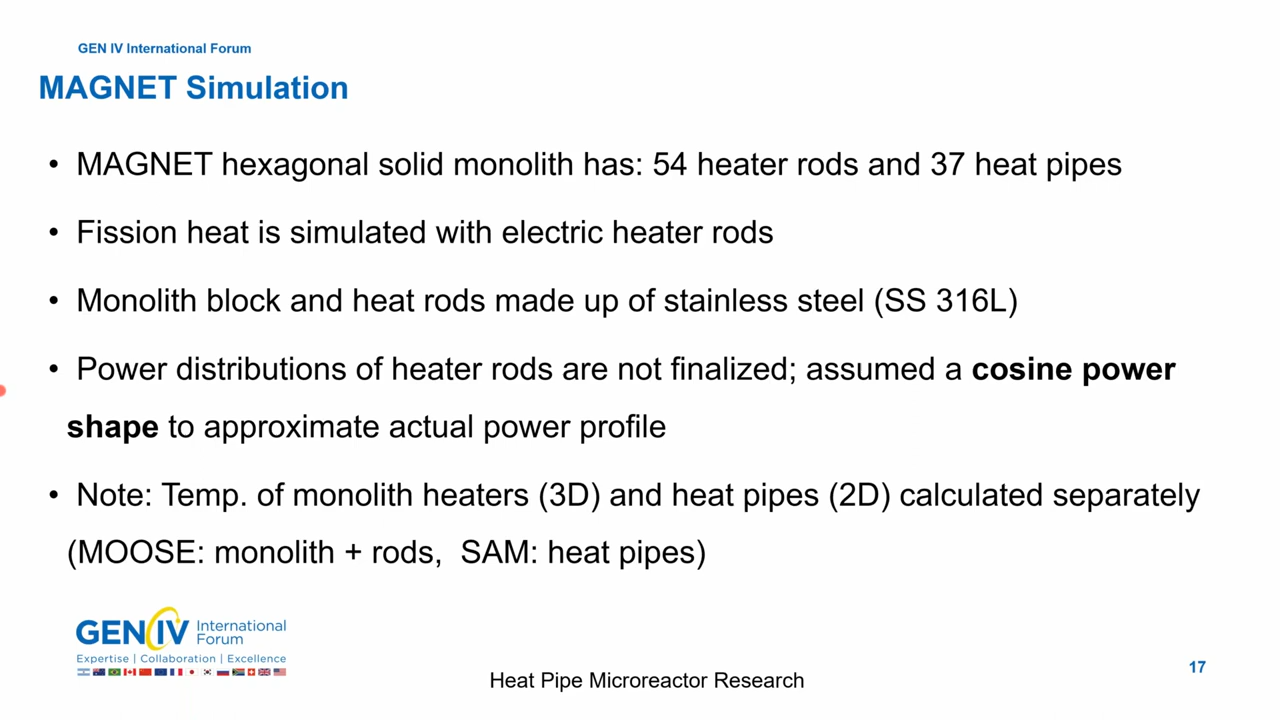 GEN IV International Forum
MAGNET Simulation
• MAGNET hexagonal solid monolith has: 54 heater rods and 37 heat pipes
• Fission heat is simulated with electric heater rods
• Monolith block and heat rods made up of stainless steel (SS 316L)
• Power distributions of heater rods are not finalized; assumed a cosine power
shape to approximate actual power profile
• Note: Temp. of monolith heaters (3D) and heat pipes (2D) calculated separately
(MOOSE: monolith + rods, SAM: heat pipes)
GEN IV International
Forum
Expertise | Collaboration | Excellence
Heat Pipe Microreactor Research
17